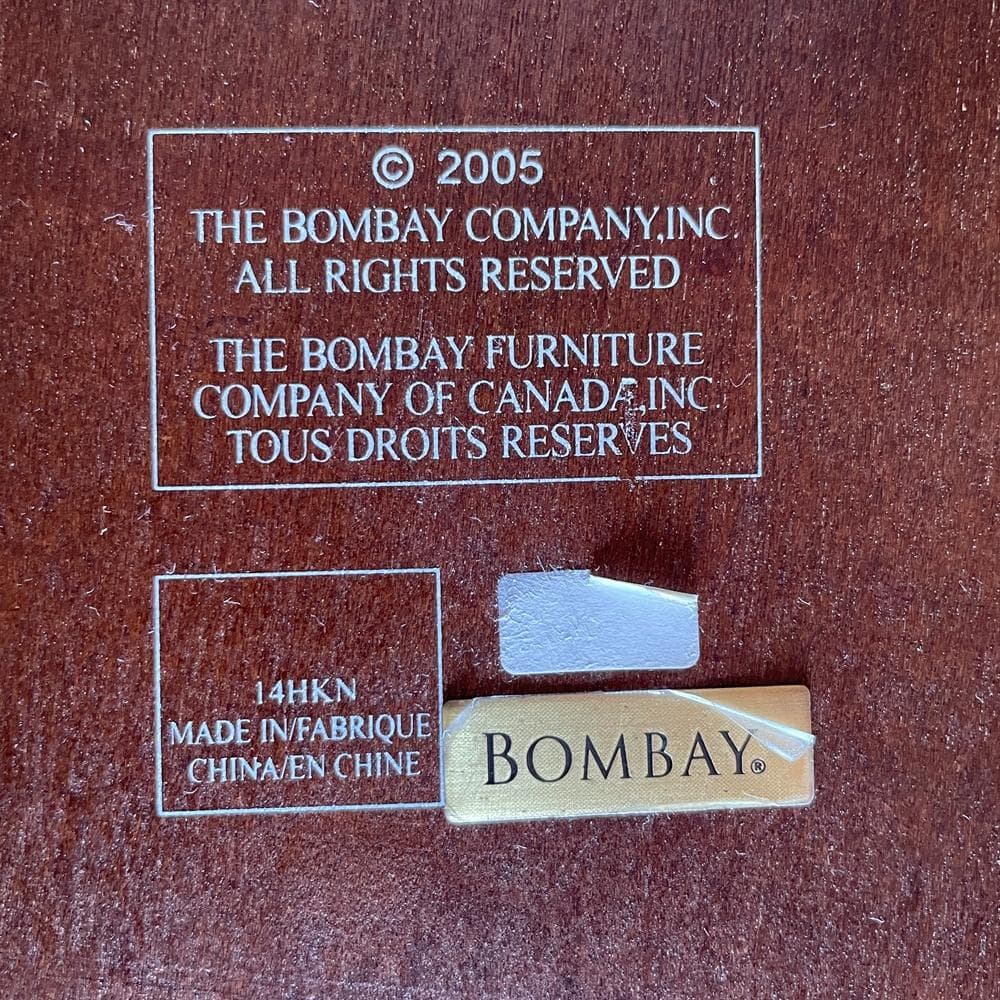 © 2005
THE BOMBAY COMPANY,INC.
ALL RIGHTS RESERVED
THE BOMBAY FURNITURE
COMPANY OF CANADA,INC.
TOUS DROITS RESERVES
14HKN
MADE IN/FABRIQUE
CHINA/EN CHINE
BOMBAY®